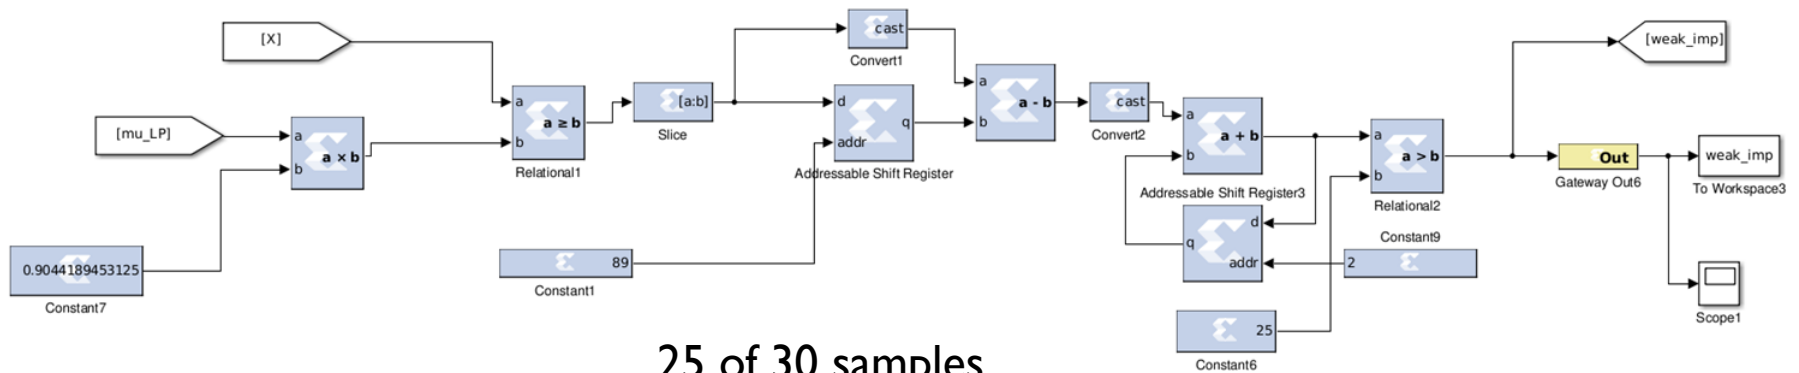 [X]
[mu_LP]
a
b
a × b
0.9044189453125
Constant7
a
b
a ≥ b
Relational1
[a:b]
Slice
cast
Convert1
d
addr
q
Addressable Shift Register
89
Constant1
a
b
a - b
cast
Convert2
a
b
a + b
Addressable Shift Register3
d
q
addr
2
Constant9
25
Constant6
a
b
a > b
Relational2
[weak_imp]
Out
Gateway Out6
weak_imp
To Workspace3
Scope1
25 of 30 samples